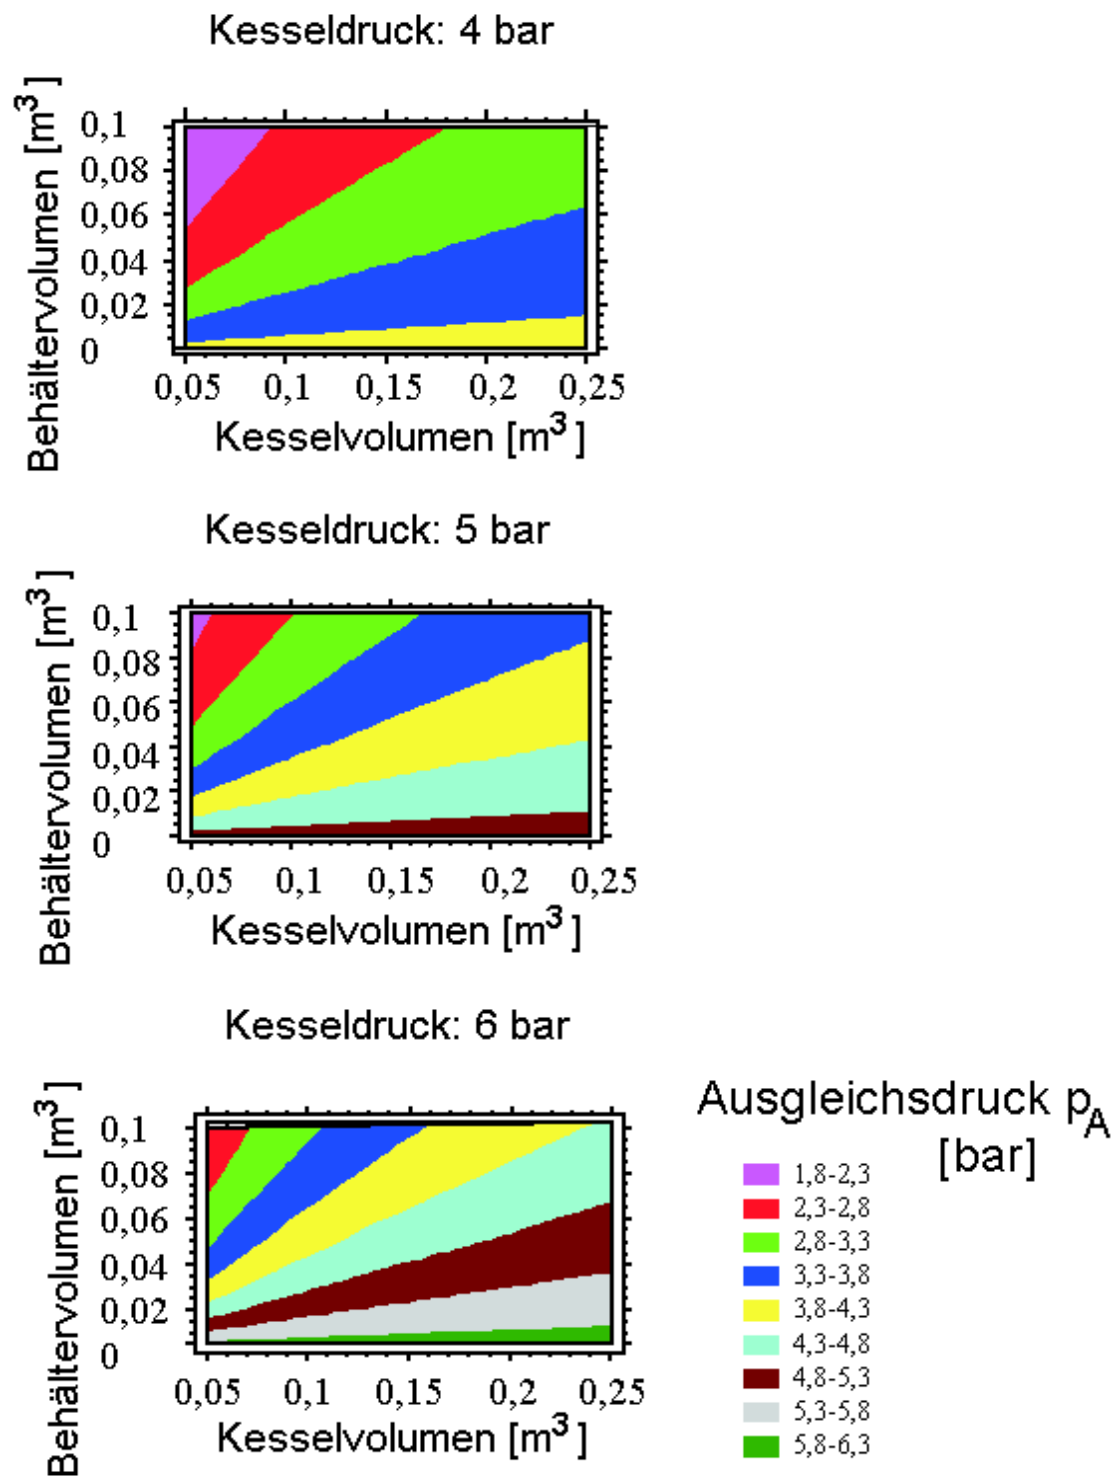 Kesseldruck: 4 bar
Behältervolumen [m³]
0,1
0,08
0,06
0,04
0,02
0
0,05 0,1 0,15 0,2 0,25
Kesselvolumen [m³]
Kesseldruck: 5 bar
Behältervolumen [m³]
0,1
0,08
0,06
0,04
0,02
0
0,05 0,1 0,15 0,2 0,25
Kesselvolumen [m³]
Kesseldruck: 6 bar
Behältervolumen [m³]
0,1
0,08
0,06
0,04
0,02
0
0,05 0,1 0,15 0,2 0,25
Kesselvolumen [m³]
Ausgleichsdruck pA
[bar]
1,8-2,3
2,3-2,8
2,8-3,3
3,3-3,8
3,8-4,3
4,3-4,8
4,8-5,3
5,3-5,8
5,8-6,3